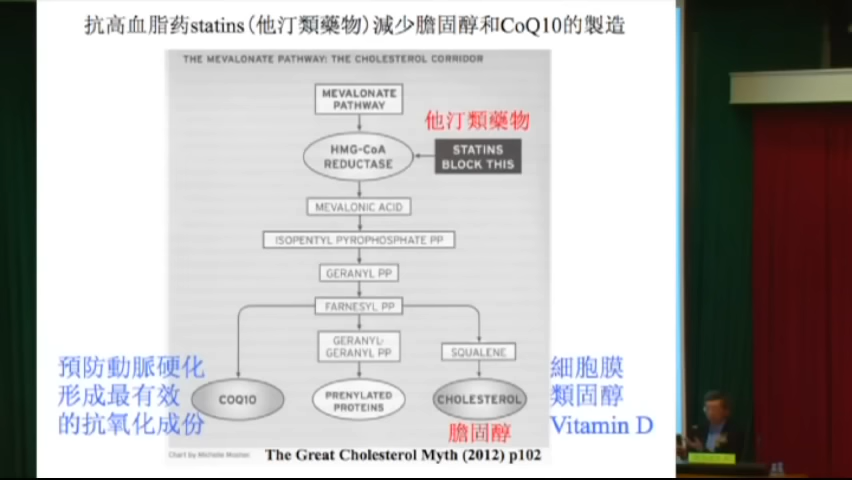 抗高血脂药statins(他汀類藥物)減少膽固醇和CoQ10的製造
THE MEVALONATE PATHWAY: THE CHOLESTEROL CORRIDOR
MEVALONATE
PATHWAY
他汀類藥物
HMG-CoA
REDUCTASE
STATINS
BLOCK THIS
MEVALONIC ACID
ISOPENTYL PYROPHOSPHATE PP
GERANYL PP
FARNESYL PP
GERANYL/
GERANYL PP
SQUALENE
預防動脈硬化
形成最有效
的抗氧化成份
COQ10
PRENYLATED
PROTEINS
CHOLESTEROL
膽固醇
細胞膜
類固醇
Vitamin D
Chart by Michelle Mosher
The Great Cholesterol Myth (2012) p102